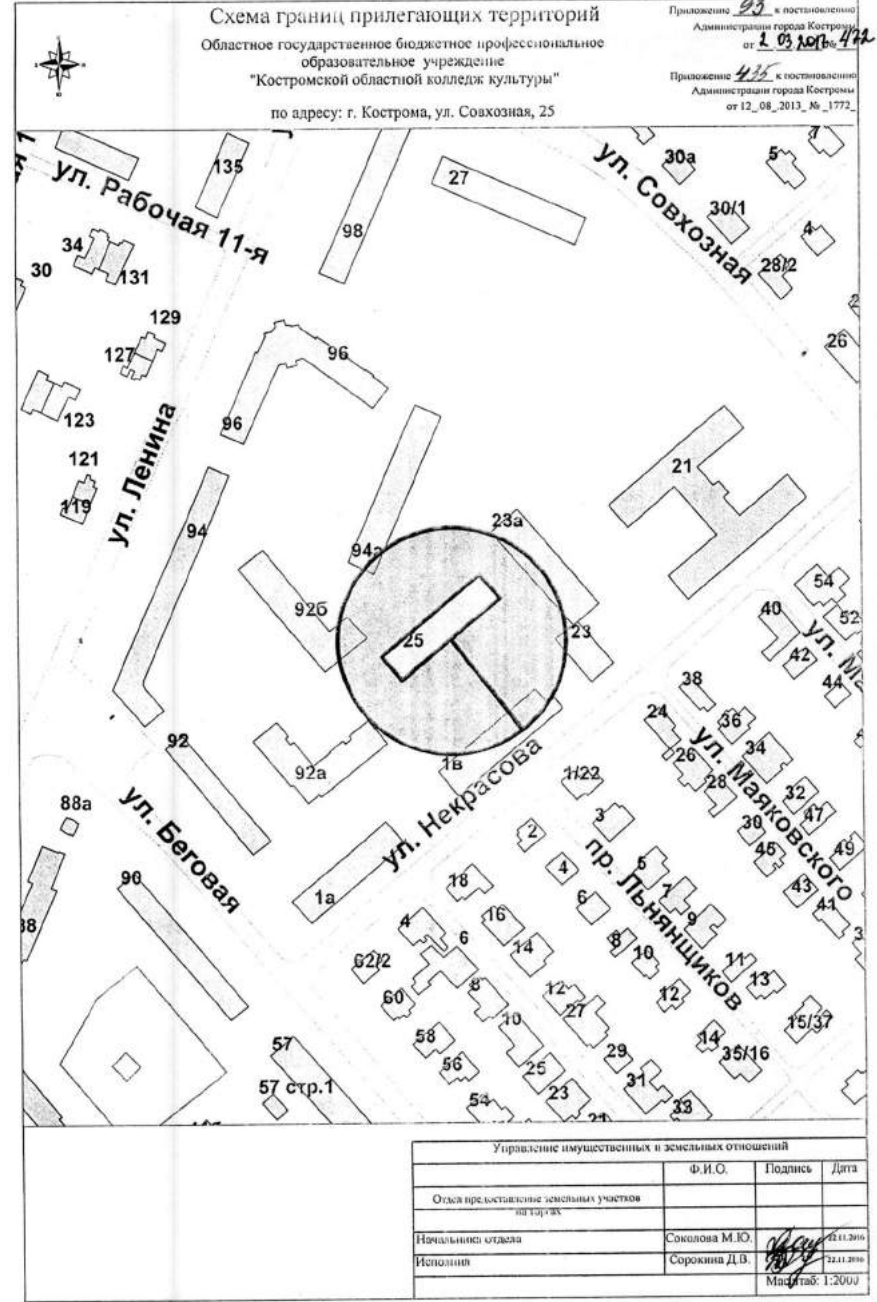 Схема границ прилегающих территорий
Областное государственное бюджетное профессиональное
образовательное учреждение
"Костромской областной колледж культуры"
по адресу: г. Кострома, ул. Совхозная, 25
Приложение 93 к постановлению
Администрации города Костромы
от 2 03 2017 № 472
Приложение 435 к постановлению
Администрации города Костромы
от 12_.08_.2013_ № _1772_
ул. Рабочая 11-я
135
98
27
ул. Совхозная
30а
5
7
30/1
4
28/2
26
34
131
30
129
127
96
96
123
121
119
ул. Ленина
94
94а
23а
21
92б
25
23
54
52
40
42
44
38
36
34
24
26
28
32
47
30
45
49
43
41
ул. Маяковского
92
92а
1в
ул. Некрасова
1/22
3
2
4
6
5
7
9
8
10
11
13
12
14
15/37
35/16
пр. Льнянщиков
88а
90
ул. Беговая
1а
18
16
14
4
6
62/2
60
8
12
27
10
58
56
29
25
31
23
33
54
21
57
57 стр.1
Управление имущественных и земельных отношений
Ф.И.О. Подпись Дата
Отдел предоставление земельных участков
на торгах
Начальника отдела Соколова М.Ю. 22.11.2016
Исполнил Сорокина Д.В. 22.11.2016
Масштаб: 1:2000